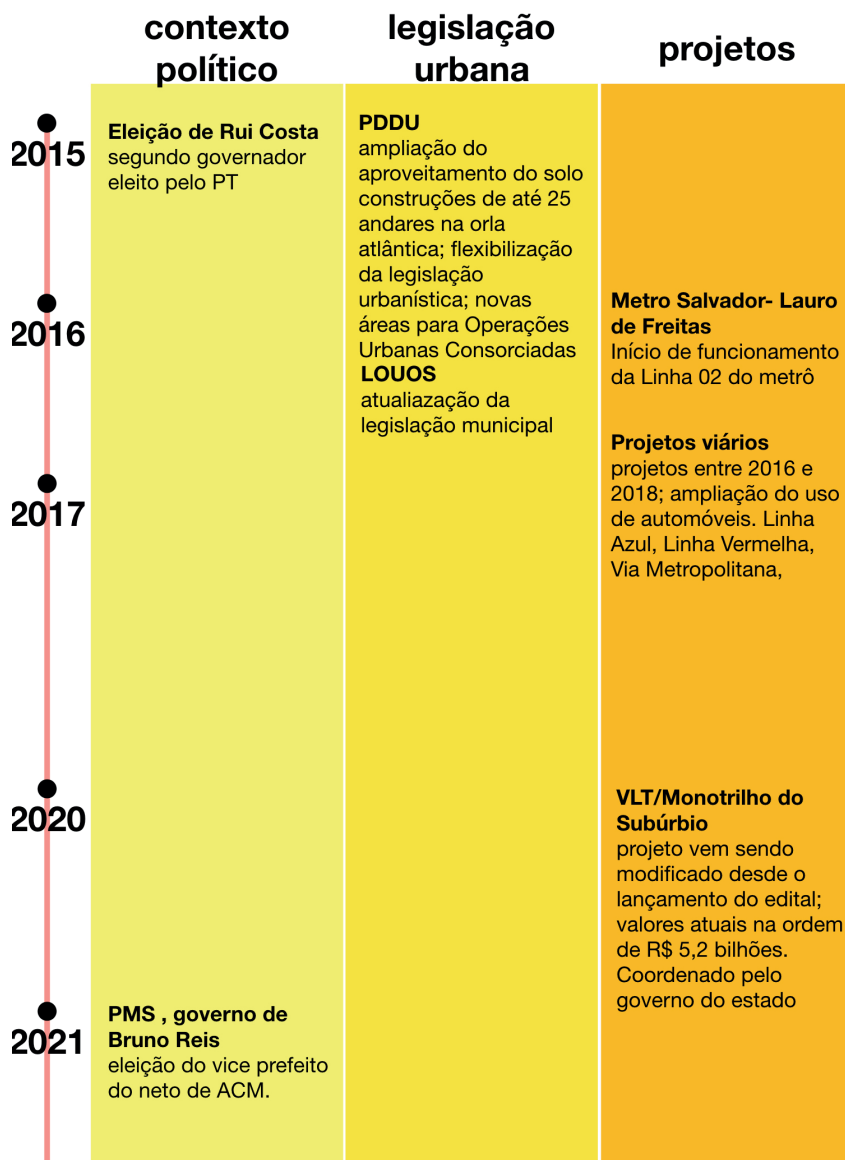 contexto
político
legislação
urbana
projetos
2015
Eleição de Rui Costa
segundo governador
eleito pelo PT
PDDU
ampliação do
aproveitamento do solo
construções de até 25
andares na orla
atlântica; flexibilização
da legislação
urbanística; novas
áreas para Operações
Urbanas Consorciadas
LOUOS
atualiazação da
legislação municipal
2016
Metro Salvador- Lauro
de Freitas
Início de funcionamento
da Linha 02 do metrô
Projetos viários
projetos entre 2016 e
2018; ampliação do uso
de automóveis. Linha
Azul, Linha Vermelha,
Via Metropolitana,
2017
2020
VLT/Monotrilho do
Subúrbio
projeto vem sendo
modificado desde o
lançamento do edital;
valores atuais na ordem
de R$ 5,2 bilhões.
Coordenado pelo
governo do estado
2021
PMS , governo de
Bruno Reis
eleição do vice prefeito
do neto de ACM.